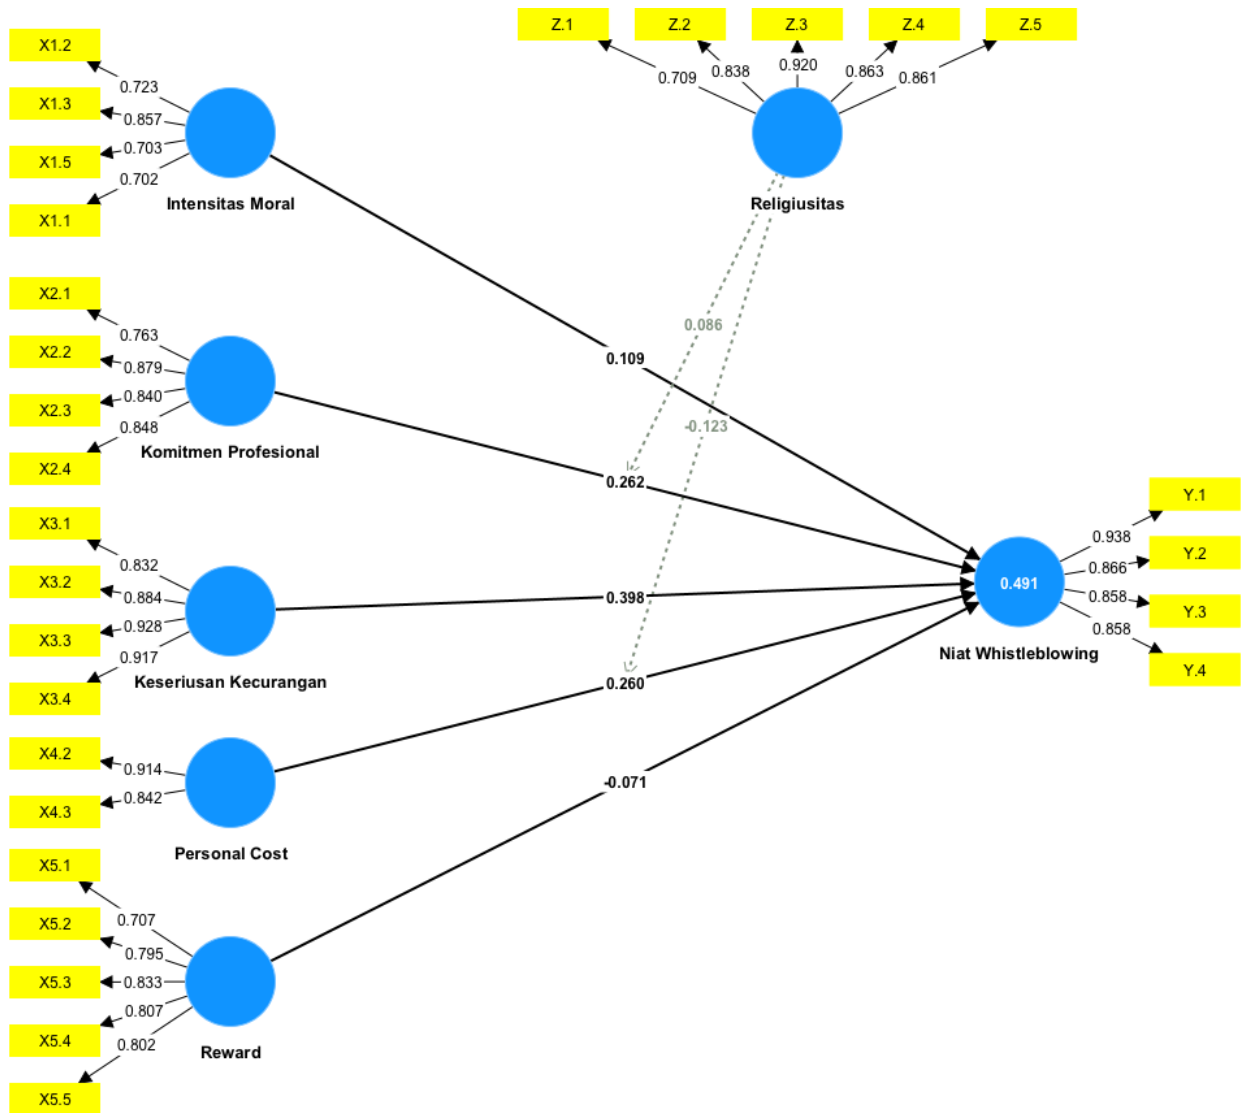 Z.1
Z.2
Z.3
Z.4
Z.5
0.709
0.838
0.920
0.863
0.861
Religiusitas
X1.2
X1.3
X1.5
X1.1
0.723
0.857
0.703
0.702
Intensitas Moral
X2.1
X2.2
X2.3
X2.4
0.763
0.879
0.840
0.848
Komitmen Profesional
X3.1
X3.2
X3.3
X3.4
0.832
0.884
0.928
0.917
Keseriusan Kecurangan
X4.2
X4.3
0.914
0.842
Personal Cost
X5.1
X5.2
X5.3
X5.4
X5.5
0.707
0.795
0.833
0.807
0.802
Reward
0.086
0.109
-0.123
0.262
0.398
0.260
-0.071
0.491
Niat Whistleblowing
0.938
0.866
0.858
0.858
Y.1
Y.2
Y.3
Y.4